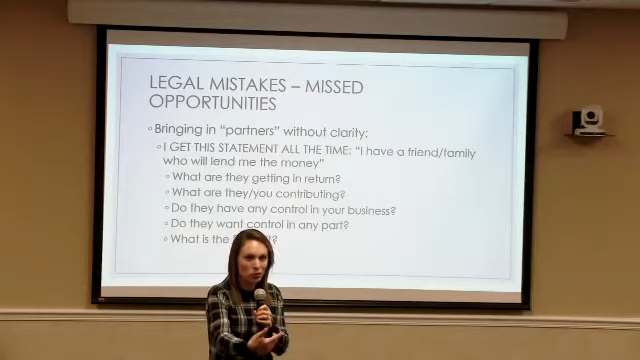 LEGAL MISTAKES – MISSED
OPPORTUNITIES
Bringing in "partners" without clarity:
I GET THIS STATEMENT ALL THE TIME: "I have a friend/family
who will lend me the money"
What are they getting in return?
What are they/you contributing?
Do they have any control in your business?
Do they want control in any part?
What is the